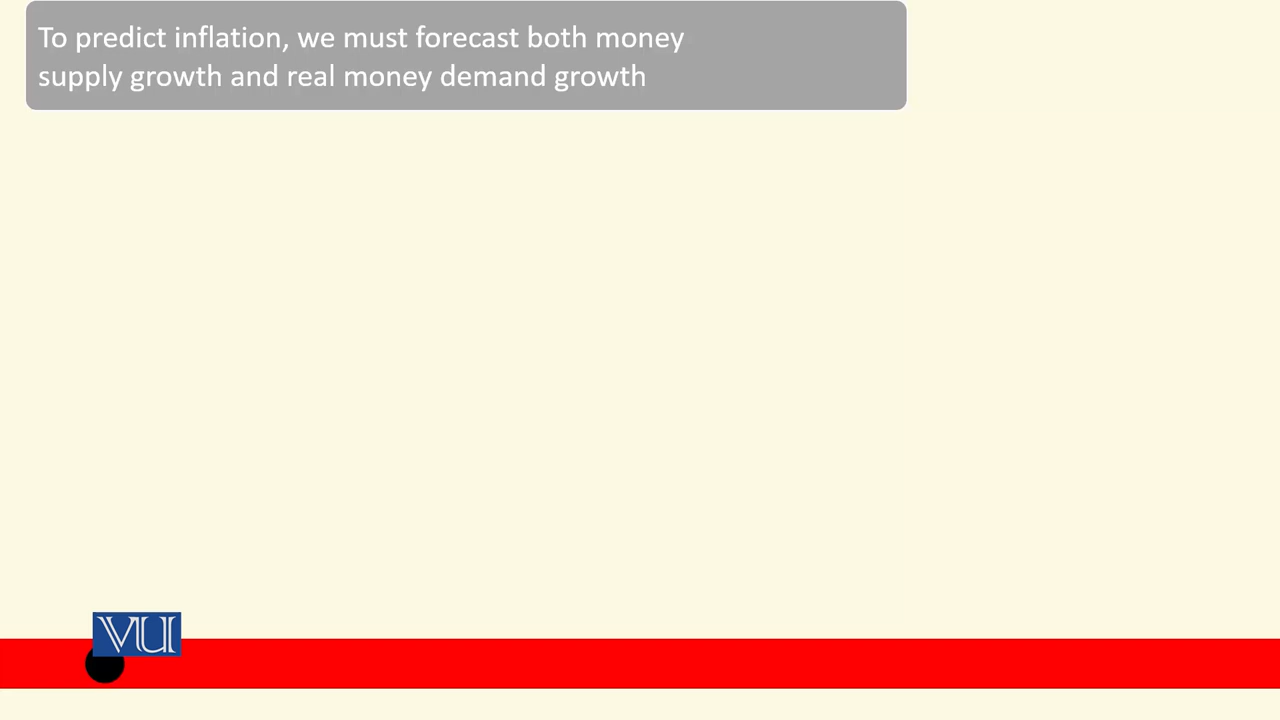 To predict inflation, we must forecast both money
supply growth and real money demand growth
VU